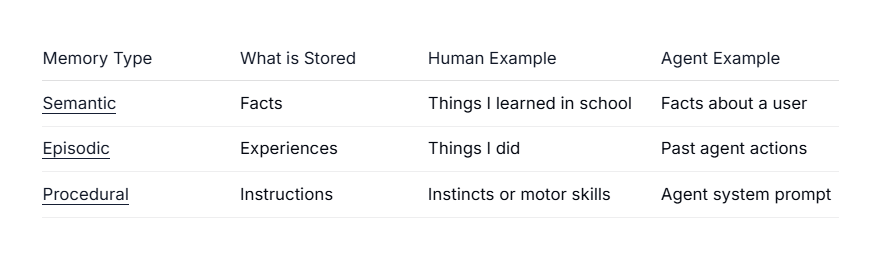 Memory Type What is Stored Human Example Agent Example
Semantic Facts Things I learned in school Facts about a user
Episodic Experiences Things I did Past agent actions
Procedural Instructions Instincts or motor skills Agent system prompt